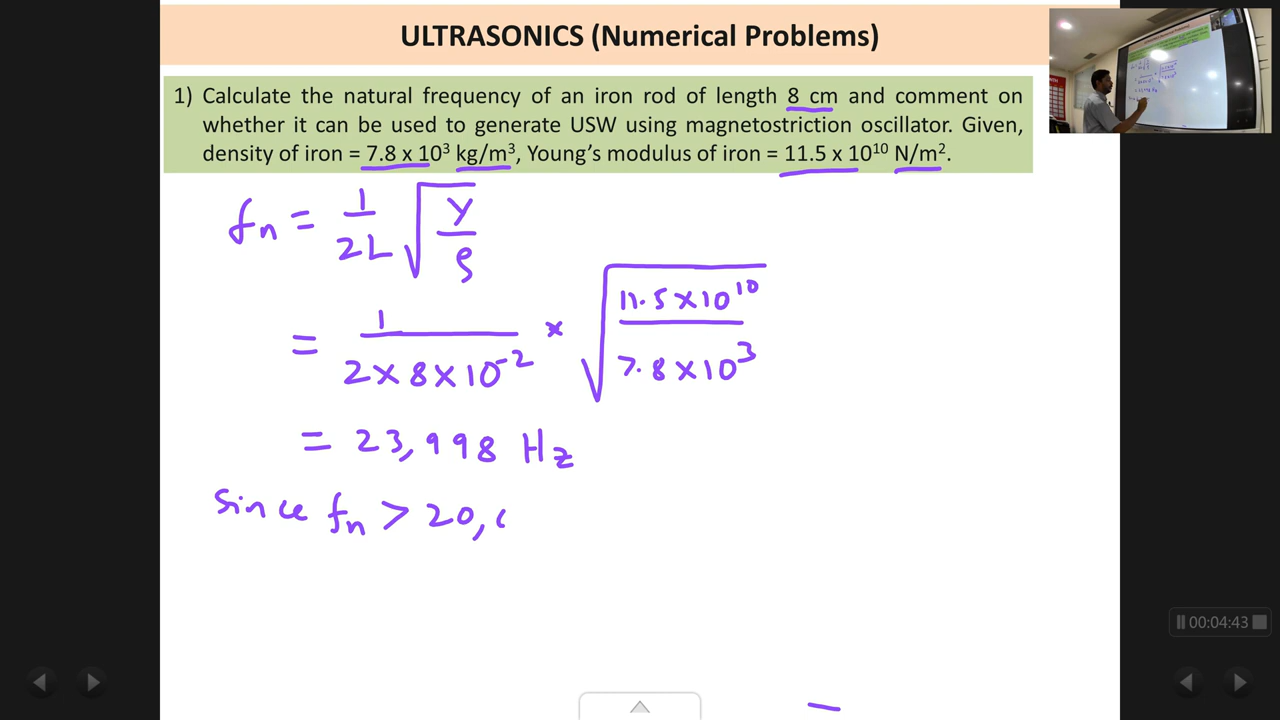 ULTRASONICS (Numerical Problems)
1) Calculate the natural frequency of an iron rod of length 8 cm and comment on
whether it can be used to generate USW using magnetostriction oscillator. Given,
density of iron = 7.8 x 10³ kg/m³, Young's modulus of iron = 11.5 x 10¹⁰ N/m².
fn = 1/2L √Y/ρ
= 1/2×8×10⁻² × √11.5×10¹⁰/7.8×10³
= 23,998 Hz
Since fn > 20,
00:04:43